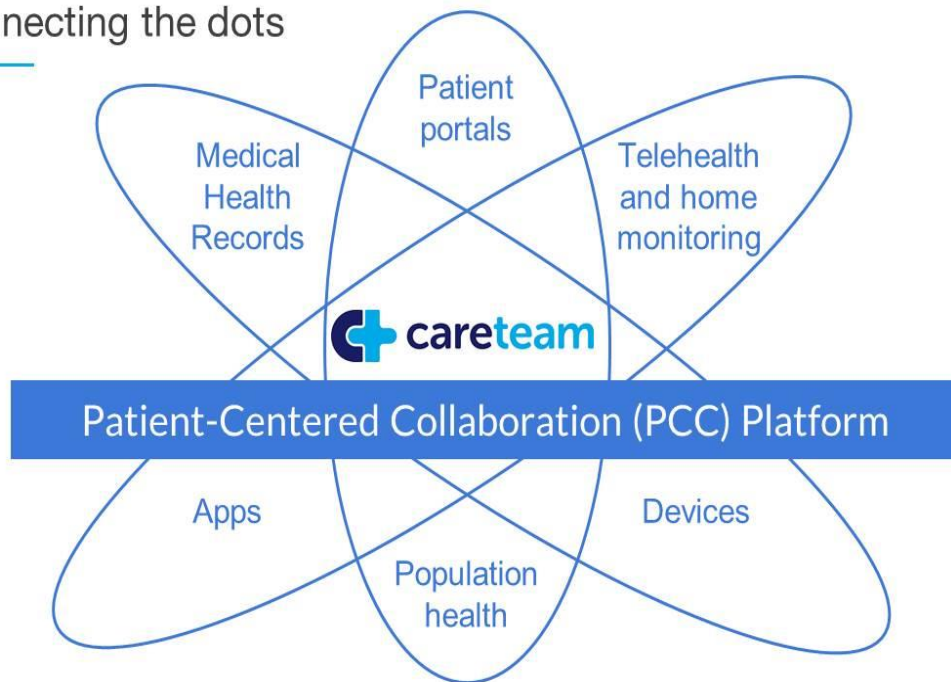 necting the dots
Patient
portals
Medical
Health
Records
Telehealth
and home
monitoring
careteam
Patient-Centered Collaboration (PCC) Platform
Apps
Devices
Population
health